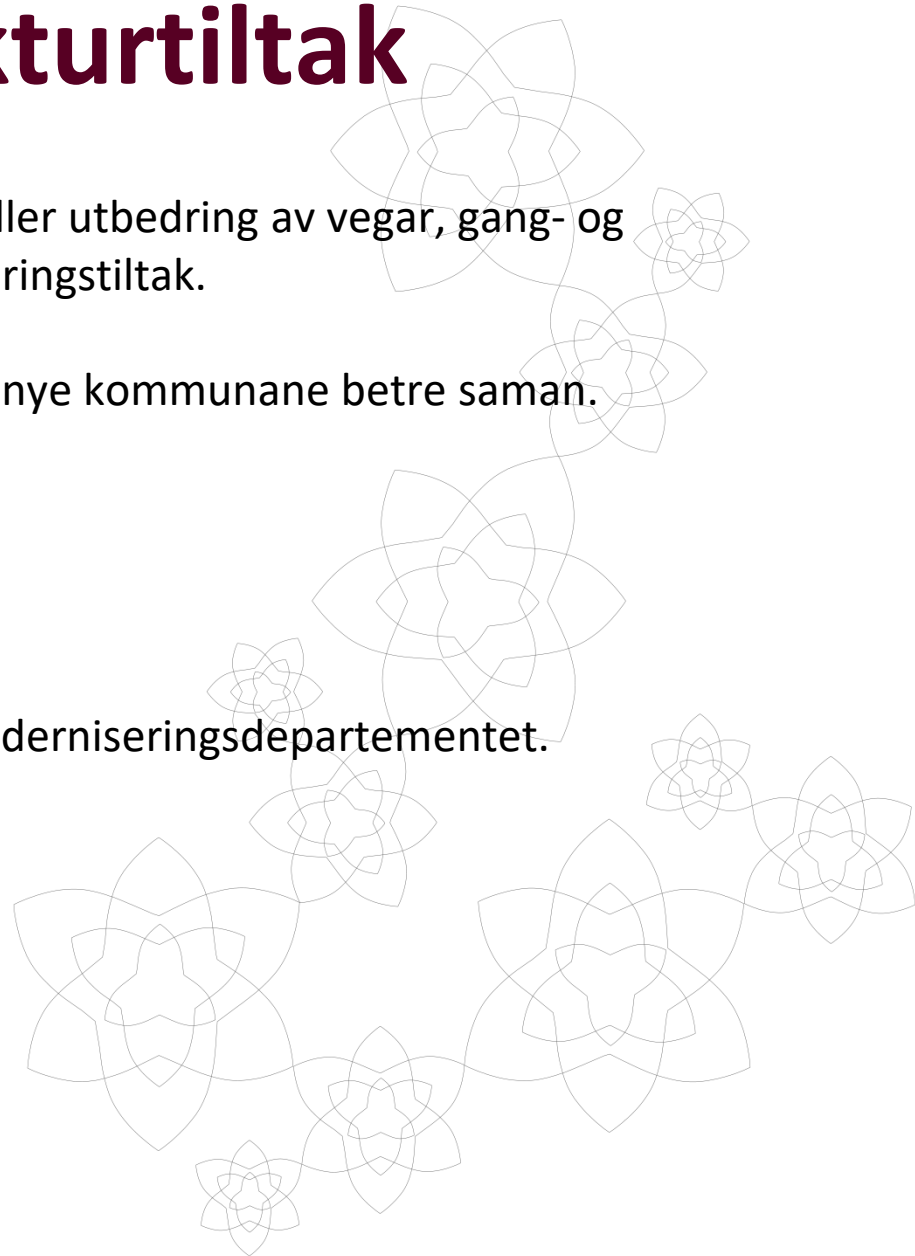 kturtiltak
ller utbedring av vegar, gang- og
ringstiltak.
nye kommunane betre saman.
derniseringsdepartementet.